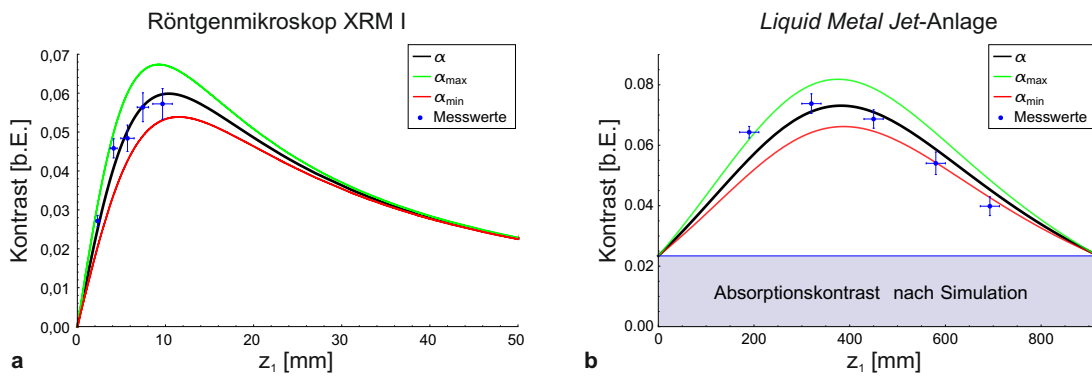 Röntgenmikroskop XRM I
0,07
0,06
0,05
0,04
0,03
0,02
0,01
0,00
Kontrast [b.E.]
α
αmax
αmin
Messwerte
0 10 20 30 40 50
z1 [mm]
a
Liquid Metal Jet-Anlage
0.08
0.06
0.04
0.02
0.00
Kontrast [b.E.]
α
αmax
αmin
Messwerte
Absorptionskontrast nach Simulation
0 200 400 600 800
z1 [mm]
b